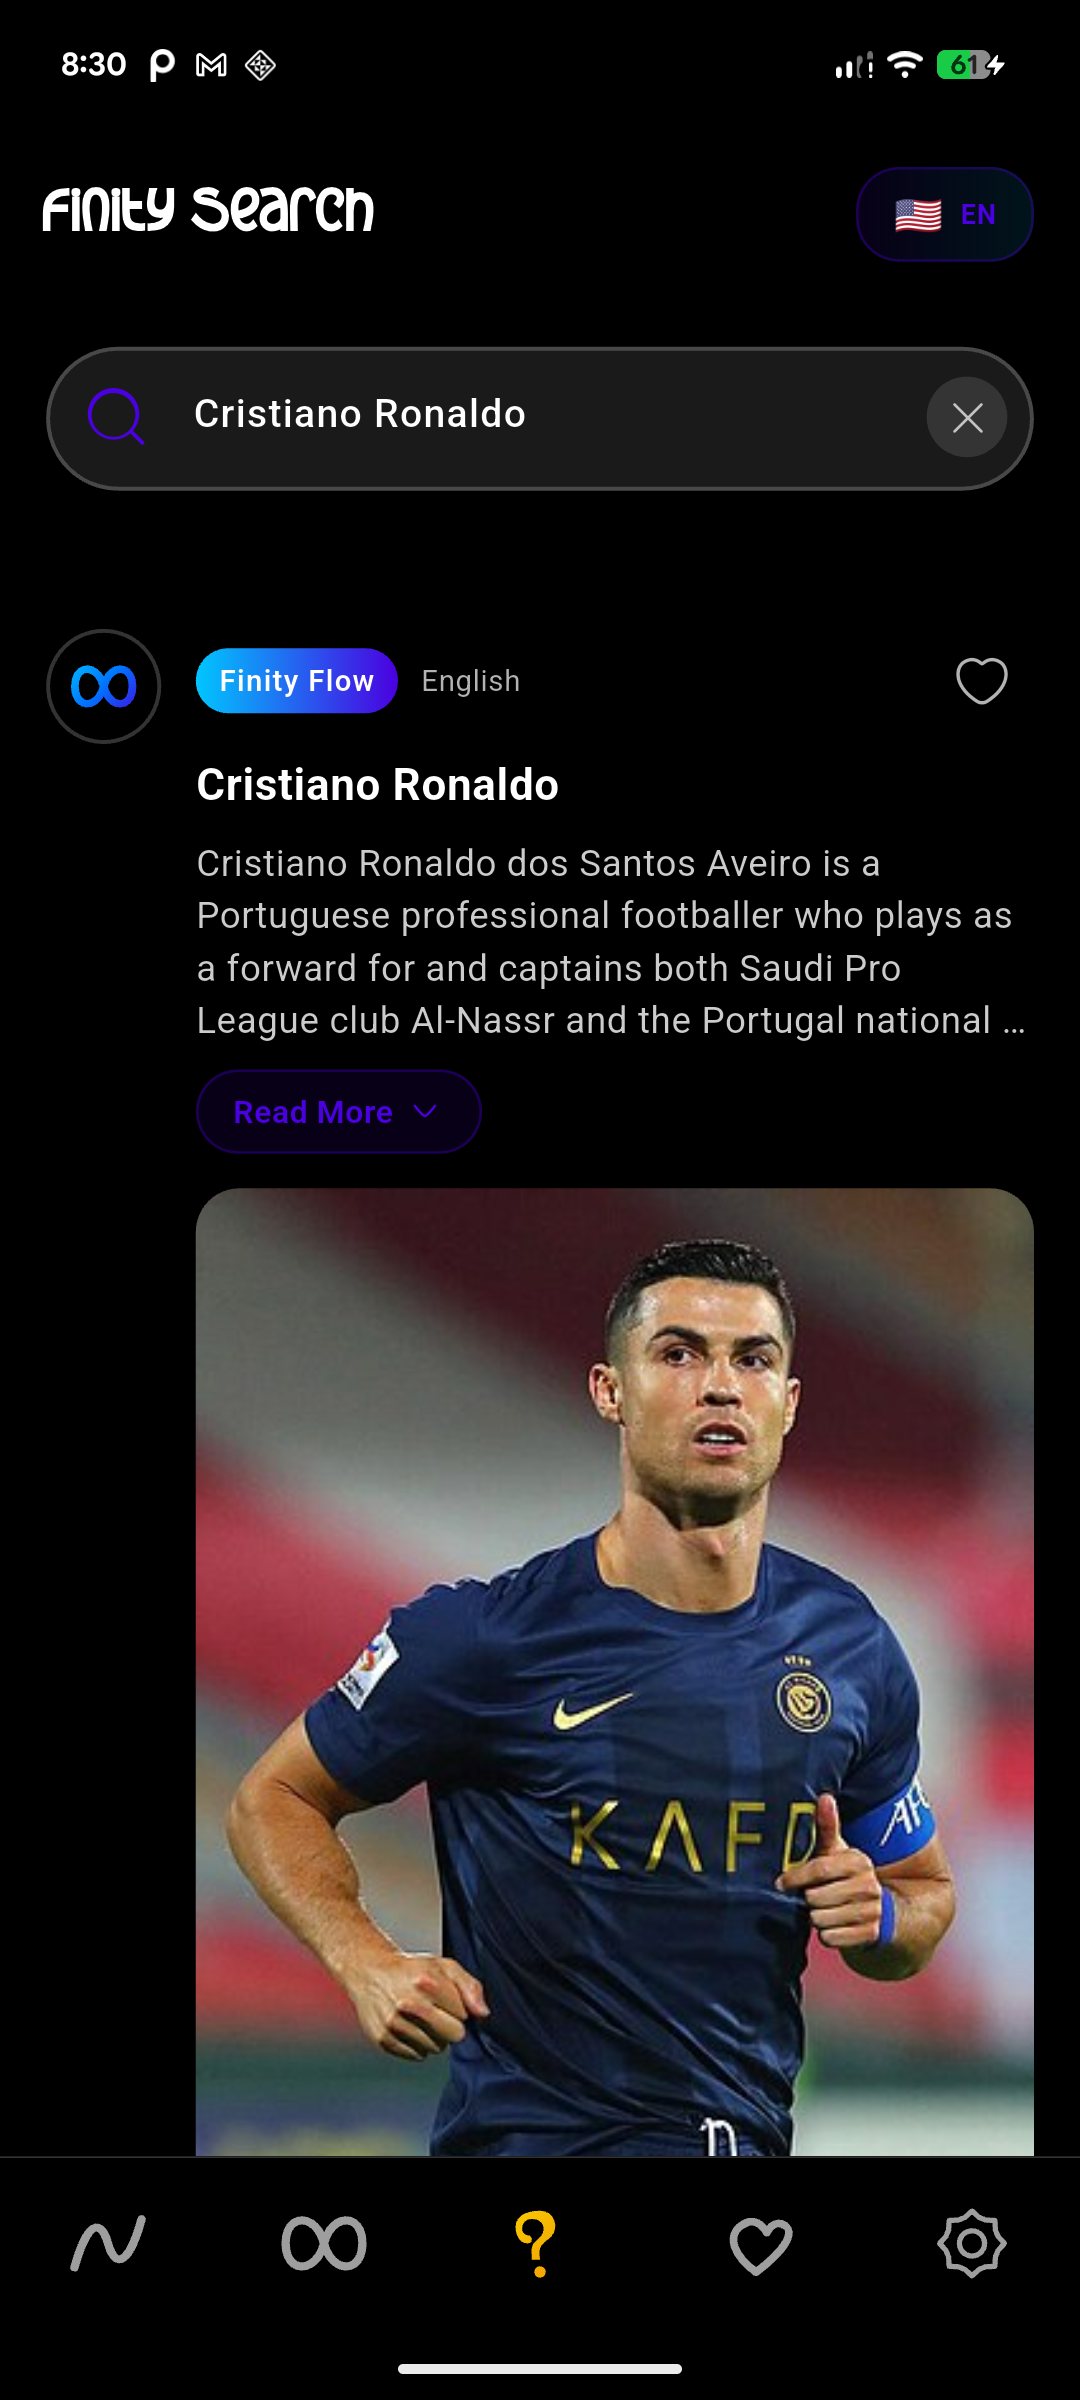 8:30
61
Finity Search
EN
Cristiano Ronaldo
Finity Flow English
Cristiano Ronaldo
Cristiano Ronaldo dos Santos Aveiro is a
Portuguese professional footballer who plays as
a forward for and captains both Saudi Pro
League club Al-Nassr and the Portugal national ...
Read More
KAFD
AFC